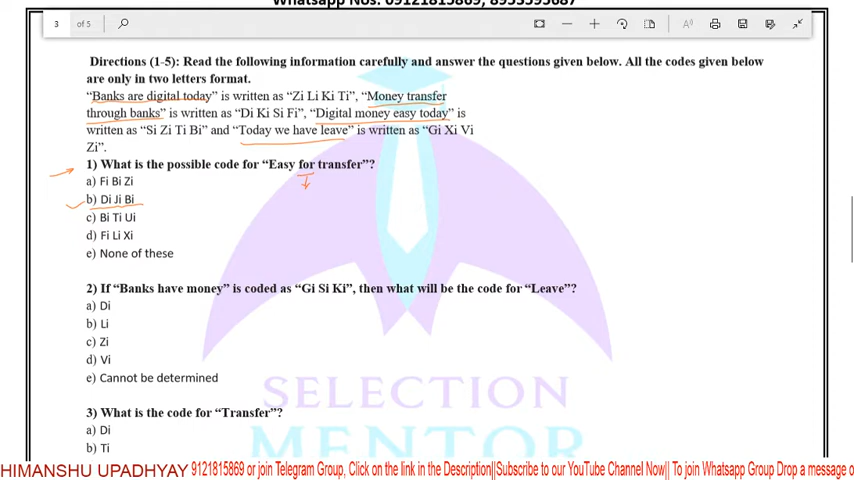 Whatsapp Nos: 09121815869, 8955595687
3 of 5
Directions (1-5): Read the following information carefully and answer the questions given below. All the codes given below
are only in two letters format.
“Banks are digital today” is written as “Zi Li Ki Ti”, “Money transfer
through banks” is written as “Di Ki Si Fi”, “Digital money easy today” is
written as “Si Zi Ti Bi” and “Today we have leave” is written as “Gi Xi Vi
Zi”.
1) What is the possible code for “Easy for transfer”?
a) Fi Bi Zi
b) Di Ji Bi
c) Bi Ti Ui
d) Fi Li Xi
e) None of these
2) If “Banks have money” is coded as “Gi Si Ki”, then what will be the code for “Leave”?
a) Di
b) Li
c) Zi
d) Vi
e) Cannot be determined
SELECTION
3) What is the code for “Transfer”?
a) Di
MENTOR
b) Ti
HIMANSHU UPADHYAY 9121815869 or join Telegram Group, Click on the link in the Description||Subscribe to our YouTube Channel Now|| To join Whatsapp Group Drop a message o